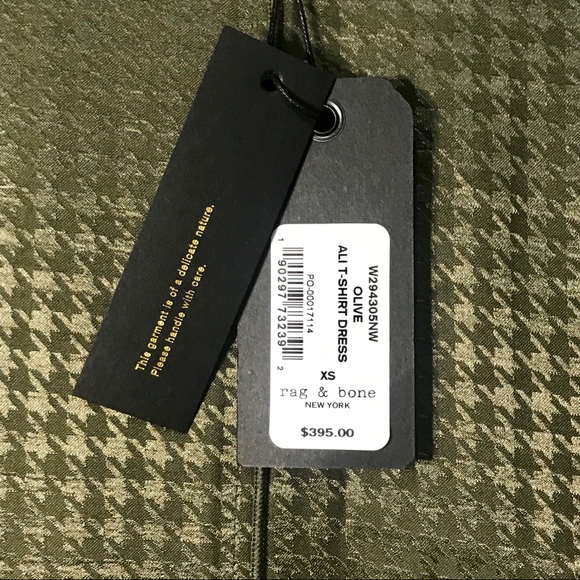 This garment is of a delicate nature.
Please handle with care.
W294305NW
OLIVE
ALI T-SHIRT DRESS
PO-00017114
1 90297 73239 2
XS
rag & bone
NEW YORK
$395.00